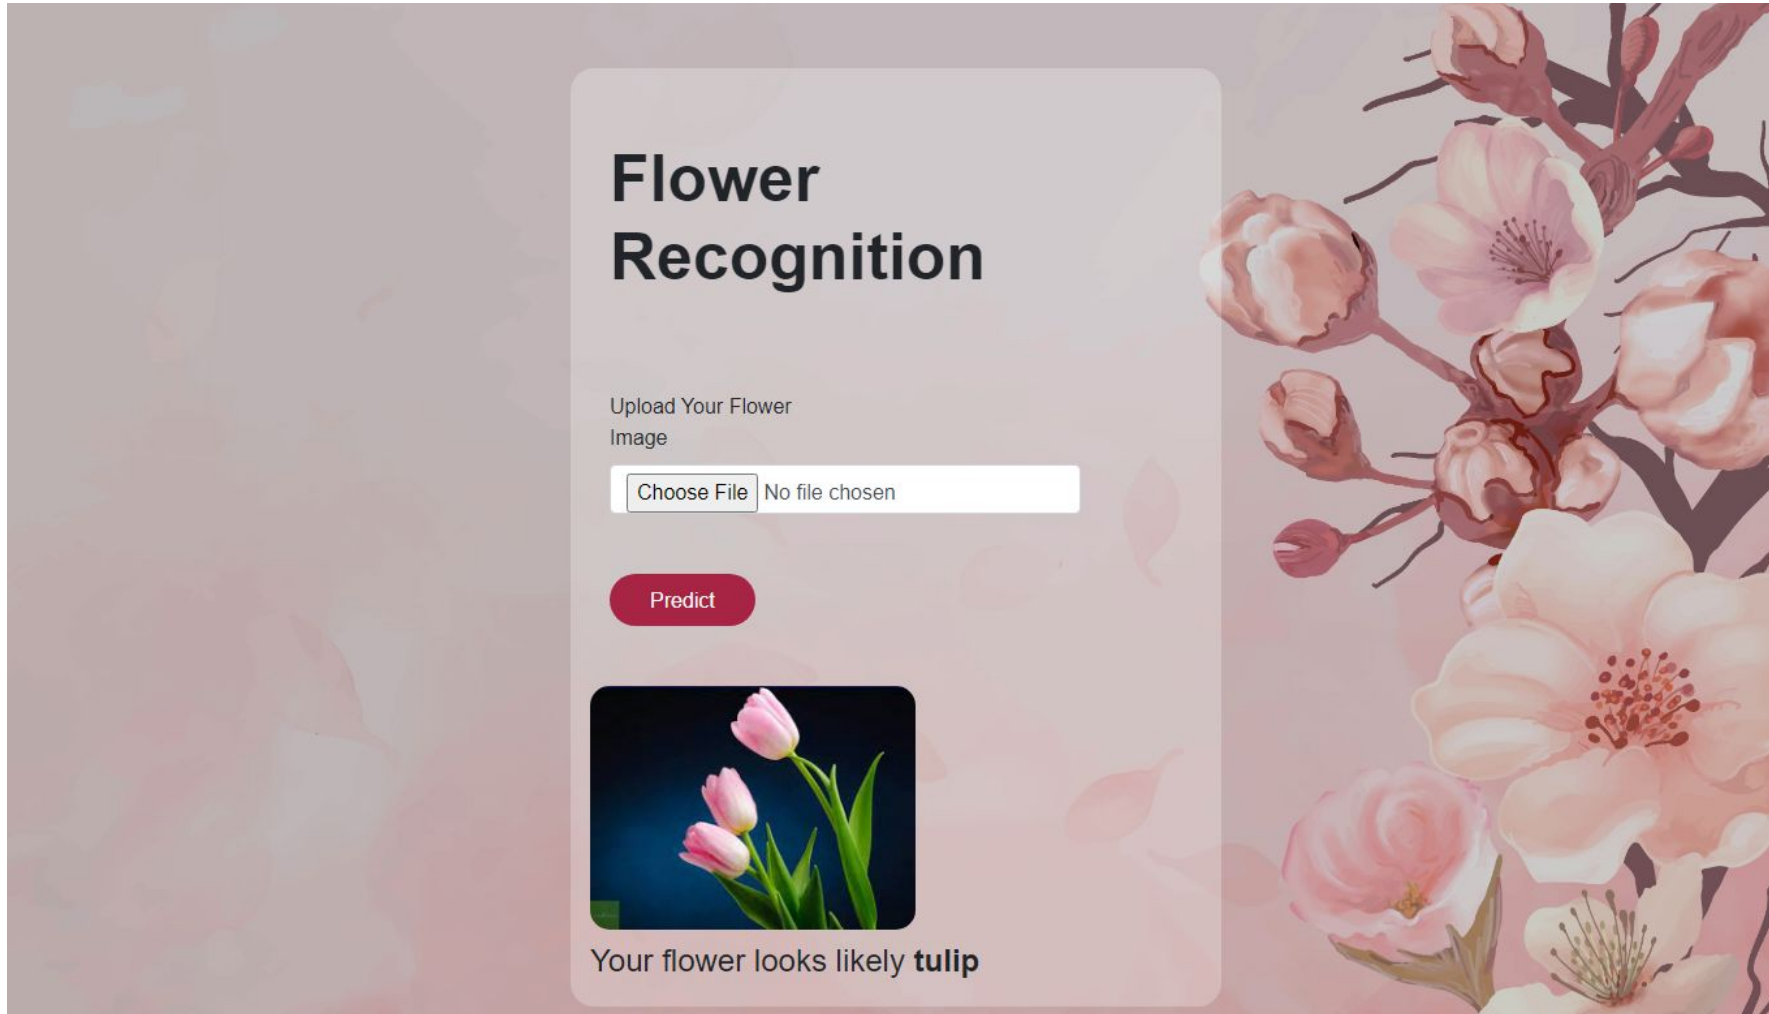 Flower
Recognition
Upload Your Flower
Image
Choose File No file chosen
Predict
Your flower looks likely tulip